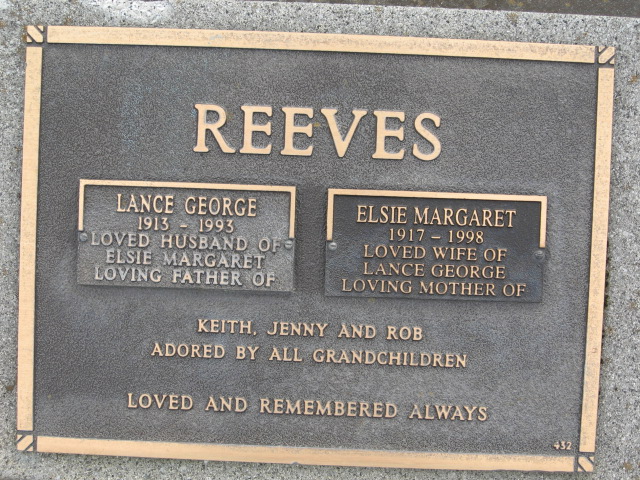 REEVES
LANCE GEORGE
1913 - 1993
LOVED HUSBAND OF
ELSIE MARGARET
LOVING FATHER OF
ELSIE MARGARET
1917 - 1998
LOVED WIFE OF
LANCE GEORGE
LOVING MOTHER OF
KEITH, JENNY AND ROB
ADORED BY ALL GRANDCHILDREN
LOVED AND REMEMBERED ALWAYS
432